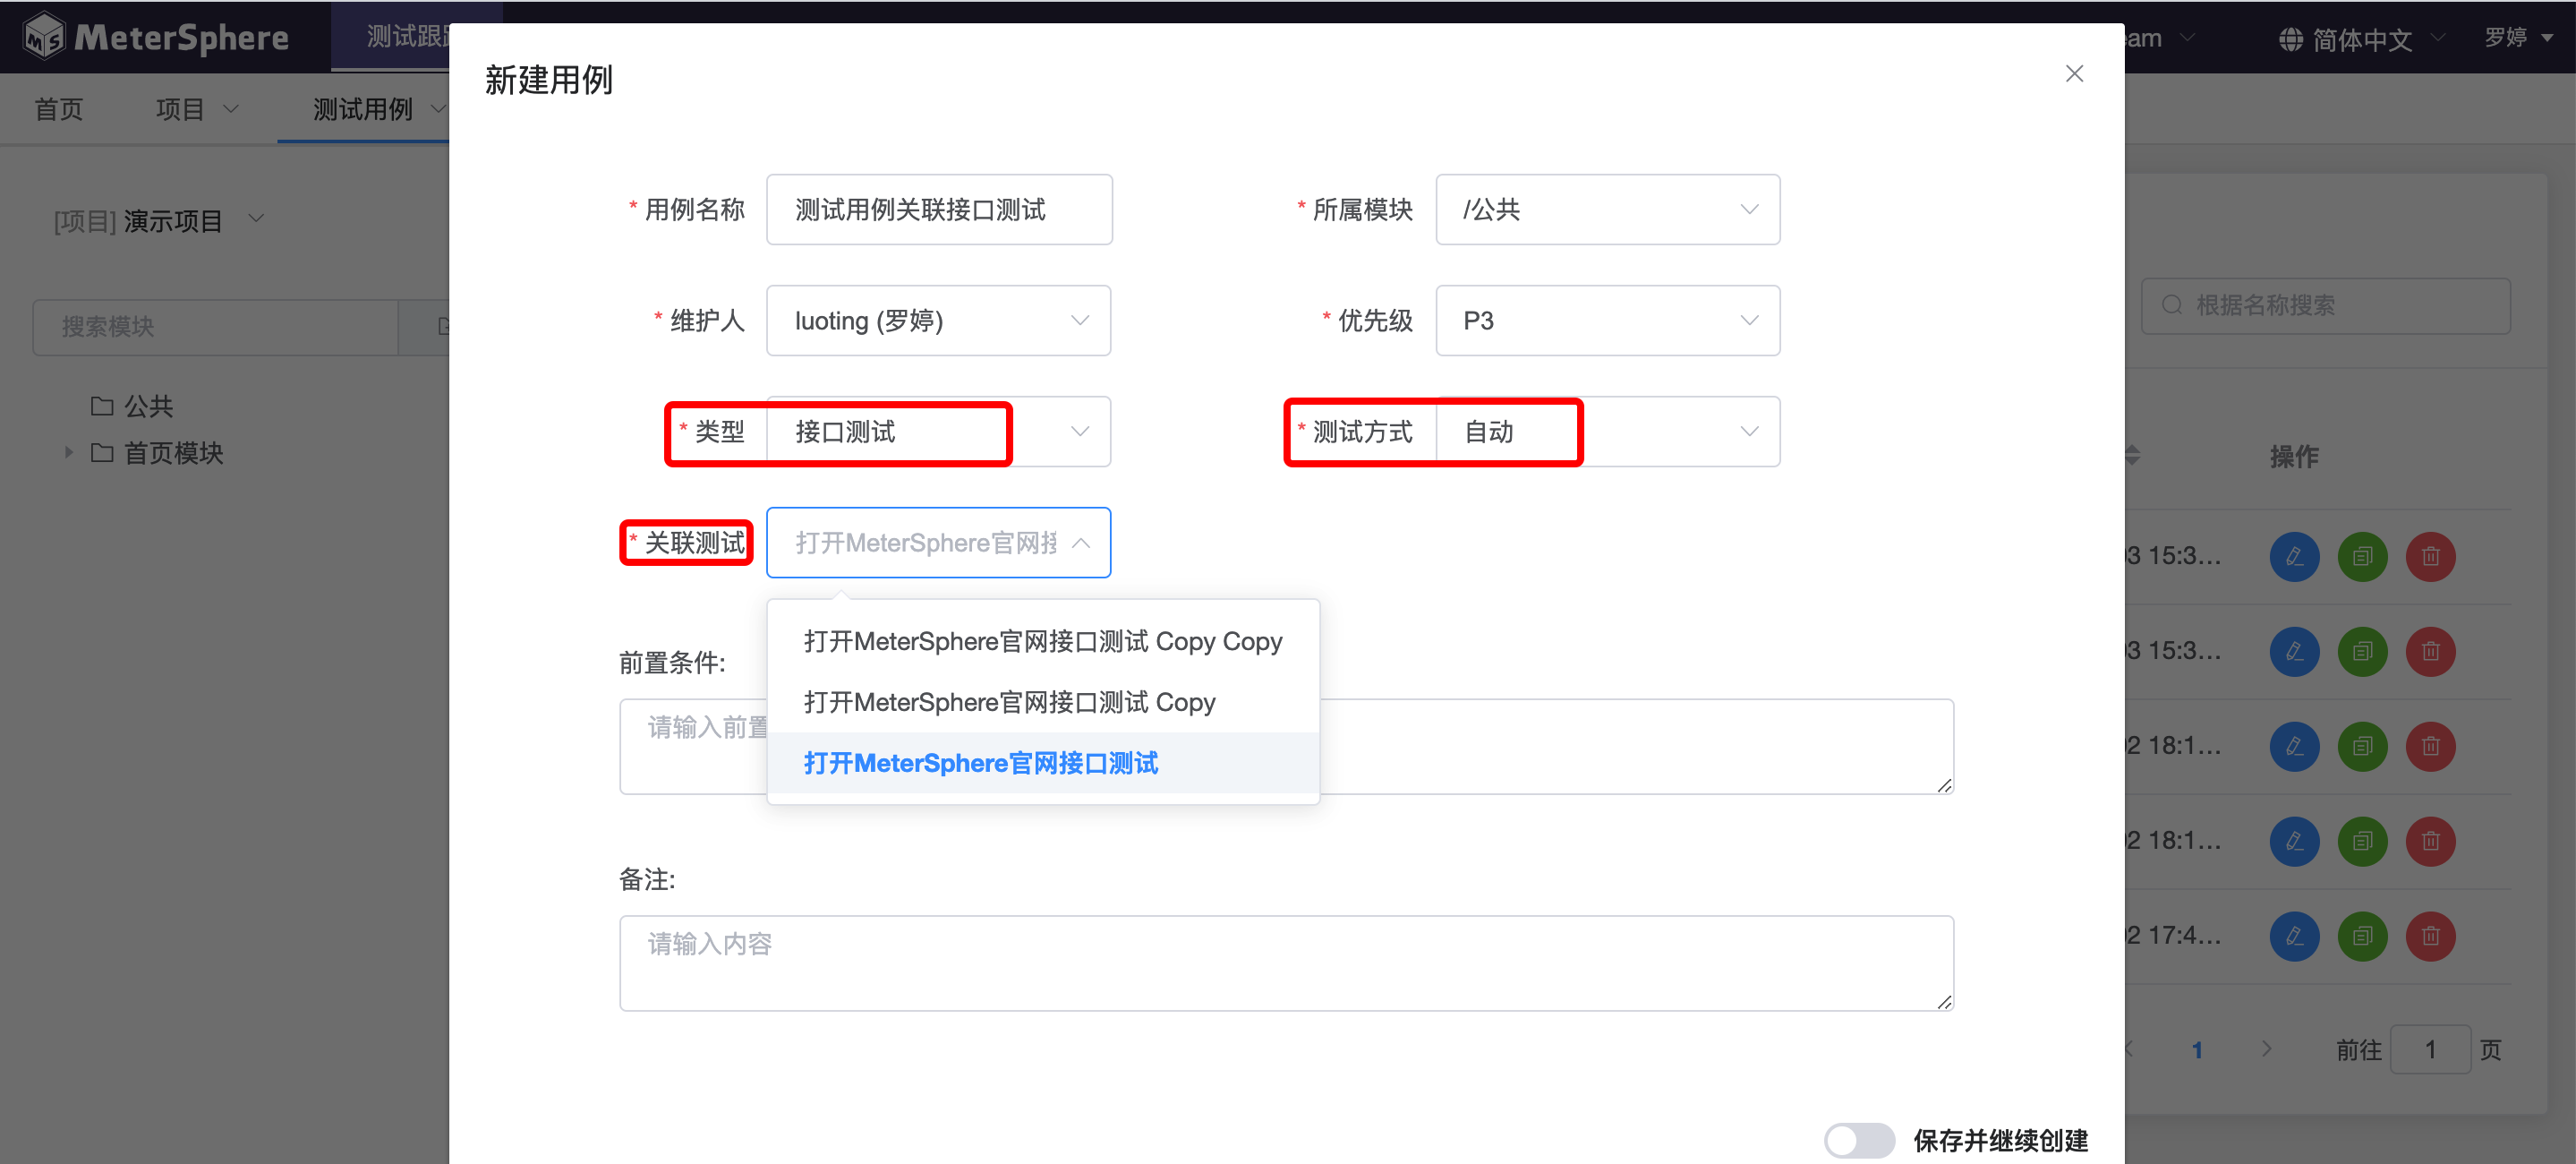 MeterSphere
测试跟
简体中文
罗婷
首页
项目
测试用例
新建用例
[项目] 演示项目
搜索模块
公共
首页模块
* 用例名称
测试用例关联接口测试
* 所属模块
/公共
* 维护人
luoting (罗婷)
* 优先级
P3
* 类型
接口测试
* 测试方式
自动
* 关联测试
打开MeterSphere官网接
打开MeterSphere官网接口测试 Copy Copy
打开MeterSphere官网接口测试 Copy
打开MeterSphere官网接口测试
前置条件:
请输入前置
备注:
请输入内容
保存并继续创建
根据名称搜索
操作
15:3...
15:3...
18:1...
18:1...
17:4...
1
前往
1
页